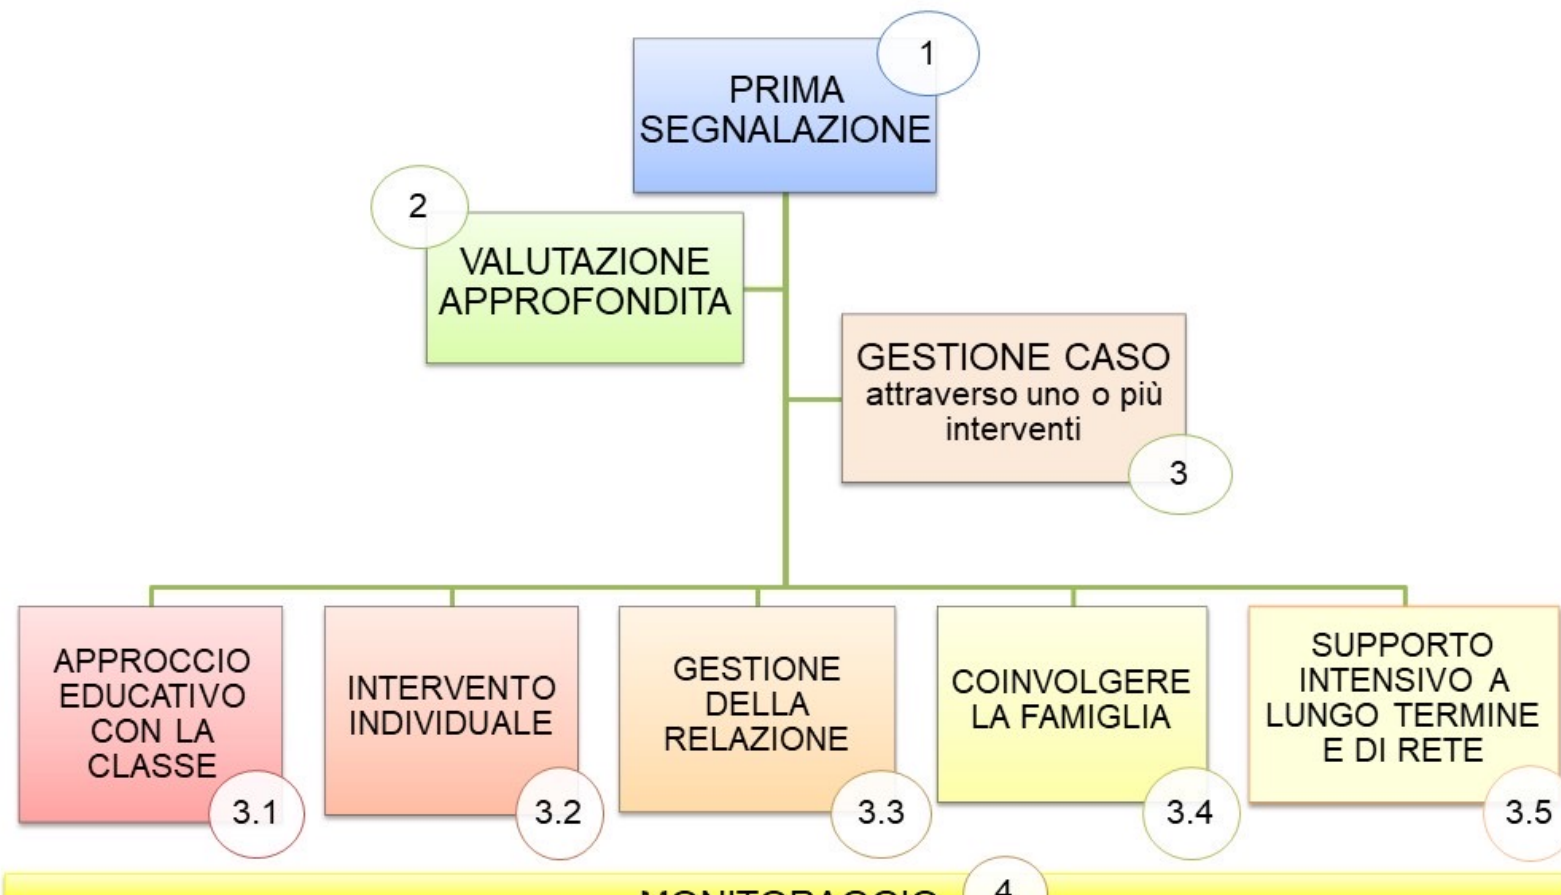 1
PRIMA
SEGNALAZIONE
2
VALUTAZIONE
APPROFONDITA
GESTIONE CASO
attraverso uno o più
interventi
3
APPROCCIO
EDUCATIVO
CON LA
CLASSE
3.1
INTERVENTO
INDIVIDUALE
3.2
GESTIONE
DELLA
RELAZIONE
3.3
COINVOLGERE
LA FAMIGLIA
3.4
SUPPORTO
INTENSIVO A
LUNGO TERMINE
E DI RETE
3.5
MONITORAGGIO
4